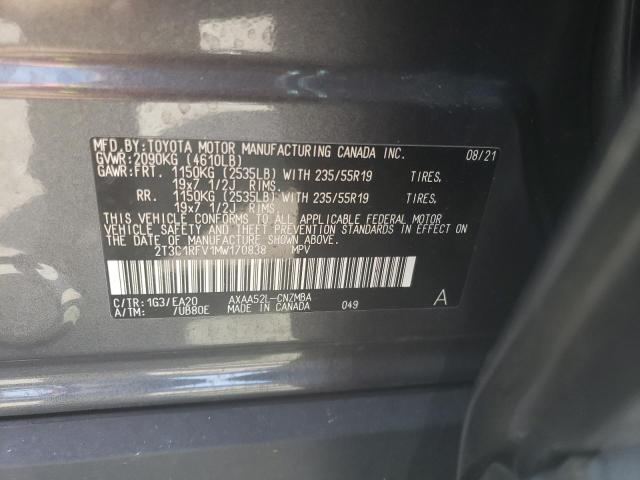 MFD.BY: TOYOTA MOTOR MANUFACTURING CANADA INC. 08/21
GVWR: 2090KG (4610LB)
GAWR: FRT. 1150KG (2535LB) WITH 235/55R19 TIRES,
19x7 1/2J RIMS.
RR. 1150KG (2535LB) WITH 235/55R19 TIRES,
19x7 1/2J RIMS.
THIS VEHICLE CONFORMS TO ALL APPLICABLE FEDERAL MOTOR
VEHICLE SAFETY AND THEFT PREVENTION STANDARDS IN EFFECT
ON THE DATE OF MANUFACTURE SHOWN ABOVE.
2T3C1RFV1MW170838 MPV
C/TR: 1G3/EA20 AXAA52L-CNZMBA
A/TM: 7UB80E MADE IN CANADA 049 A